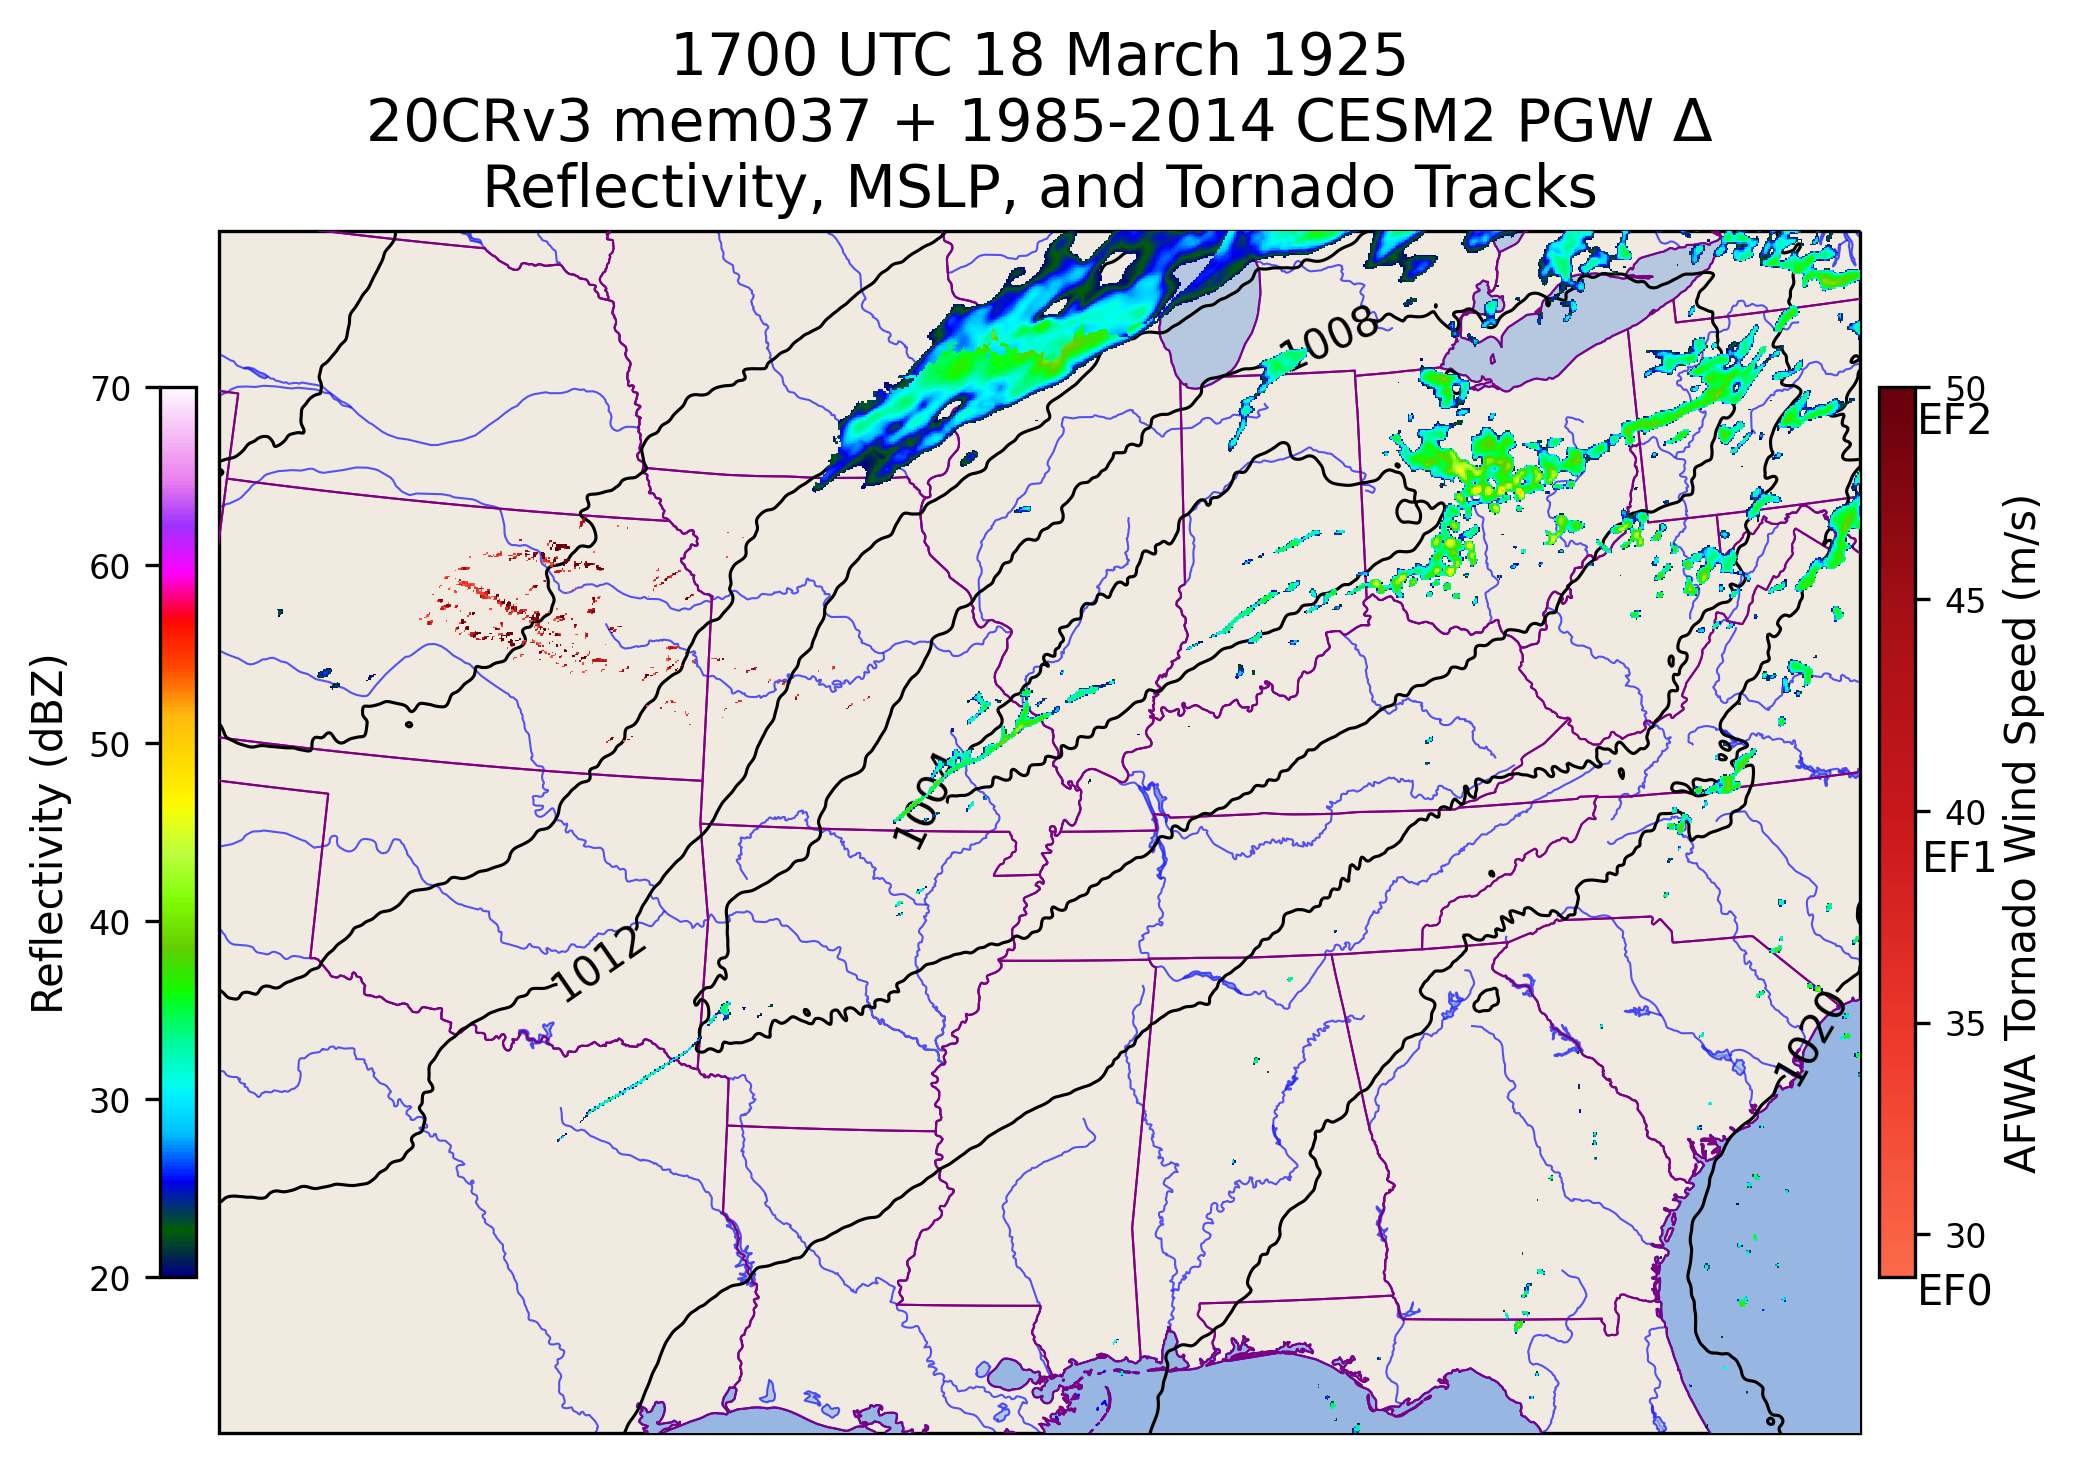 1700 UTC 18 March 1925
20CRv3 mem037 + 1985-2014 CESM2 PGW Δ
Reflectivity, MSLP, and Tornado Tracks
Reflectivity (dBZ)
70
60
50
40
30
20
1008
1004
1012
1020
50
EF2
45
40
EF1
35
30
EF0
AFWA Tornado Wind Speed (m/s)